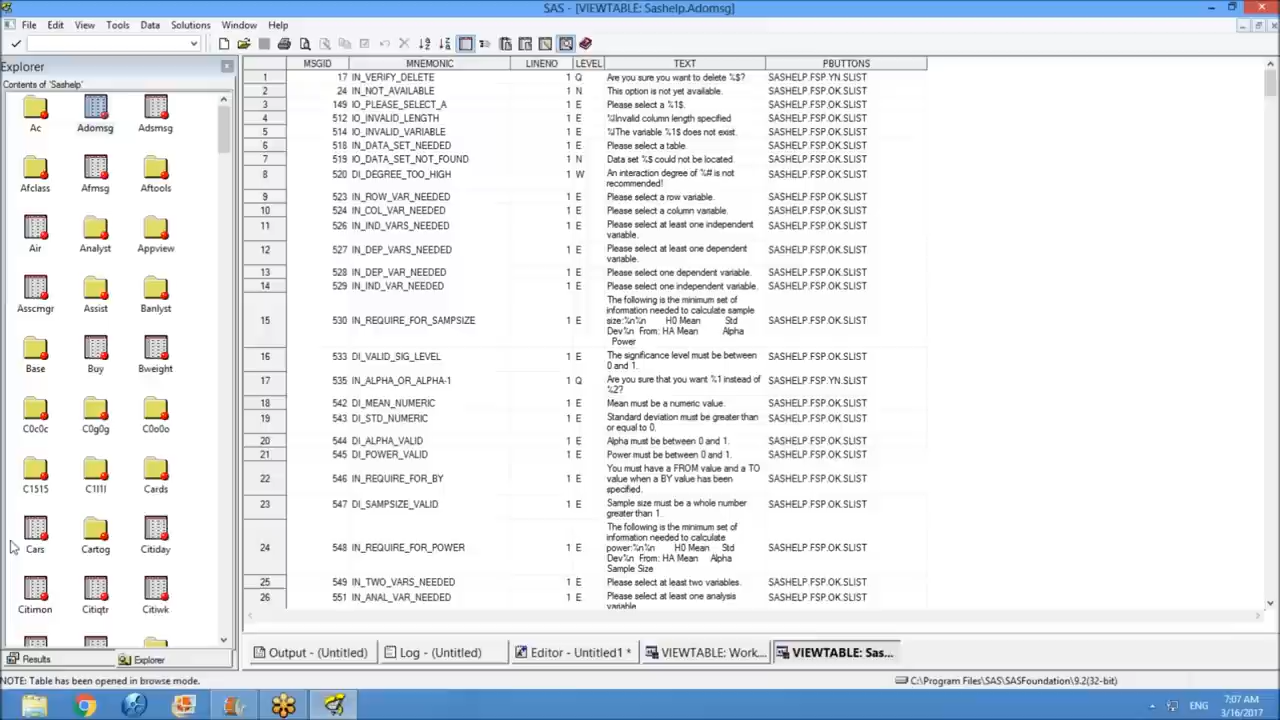 SAS - [VIEWTABLE: Sashelp.Adomsg]
File Edit View Tools Data Solutions Window Help
Explorer
Contents of 'Sashelp'
Ac Adomsg Adsmsg
Afclass Afmsg Aftools
Air Analyst Appview
Asscmgr Assist Banlyst
Base Buy Bweight
C0c0c C0g0g C0o0o
C1515 C1l1l Cards
Cars Cartog Citiday
Citimon Citiqtr Citiwk
Results Explorer
MSGID MNEMONIC LINENO LEVEL TEXT PBUTTONS
1 17 IN_VERIFY_DELETE 1 Q Are you sure you want to delete %$? SASHELP.FSP.YN.SLIST
2 24 IN_NOT_AVAILABLE 1 N This option is not yet available. SASHELP.FSP.OK.SLIST
3 149 IO_PLEASE_SELECT_A 1 E Please select a %1$. SASHELP.FSP.OK.SLIST
4 512 IO_INVALID_LENGTH 1 E %!Invalid column length specified SASHELP.FSP.OK.SLIST
5 514 IO_INVALID_VARIABLE 1 E %!The variable %1$ does not exist. SASHELP.FSP.OK.SLIST
6 518 IN_DATA_SET_NEEDED 1 E Please select a table. SASHELP.FSP.OK.SLIST
7 519 IO_DATA_SET_NOT_FOUND 1 N Data set %$ could not be located. SASHELP.FSP.OK.SLIST
8 520 DI_DEGREE_TOO_HIGH 1 W An interaction degree of %# is not SASHELP.FSP.OK.SLIST
recommended!
9 523 IN_ROW_VAR_NEEDED 1 E Please select a row variable. SASHELP.FSP.OK.SLIST
10 524 IN_COL_VAR_NEEDED 1 E Please select a column variable. SASHELP.FSP.OK.SLIST
11 526 IN_IND_VARS_NEEDED 1 E Please select at least one independent SASHELP.FSP.OK.SLIST
variable.
12 527 IN_DEP_VARS_NEEDED 1 E Please select at least one dependent SASHELP.FSP.OK.SLIST
variable.
13 528 IN_DEP_VAR_NEEDED 1 E Please select one dependent variable. SASHELP.FSP.OK.SLIST
14 529 IN_IND_VAR_NEEDED 1 E Please select one independent variable. SASHELP.FSP.OK.SLIST
The following is the minimum set of
information needed to calculate sample
15 530 IN_REQUIRE_FOR_SAMPSIZE 1 E size:%n%n H0 Mean Std SASHELP.FSP.OK.SLIST
Dev%n From: HA Mean Alpha
Power
16 533 DI_VALID_SIG_LEVEL 1 E The significance level must be between SASHELP.FSP.OK.SLIST
0 and 1.
17 535 IN_ALPHA_OR_ALPHA-1 1 Q Are you sure that you want %1 instead of SASHELP.FSP.YN.SLIST
%2?
18 542 DI_MEAN_NUMERIC 1 E Mean must be a numeric value. SASHELP.FSP.OK.SLIST
19 543 DI_STD_NUMERIC 1 E Standard deviation must be greater than SASHELP.FSP.OK.SLIST
or equal to 0.
20 544 DI_ALPHA_VALID 1 E Alpha must be between 0 and 1. SASHELP.FSP.OK.SLIST
21 545 DI_POWER_VALID 1 E Power must be between 0 and 1. SASHELP.FSP.OK.SLIST
You must have a FROM value and a TO
22 546 IN_REQUIRE_FOR_BY 1 E value when a BY value has been SASHELP.FSP.OK.SLIST
specified.
23 547 DI_SAMPSIZE_VALID 1 E Sample size must be a whole number SASHELP.FSP.OK.SLIST
greater than 1.
The following is the minimum set of
information needed to calculate
24 548 IN_REQUIRE_FOR_POWER 1 E power:%n%n H0 Mean Std SASHELP.FSP.OK.SLIST
Dev%n From: HA Mean Alpha
Sample Size
25 549 IN_TWO_VARS_NEEDED 1 E Please select at least two variables. SASHELP.FSP.OK.SLIST
26 551 IN_ANAL_VAR_NEEDED 1 E Please select at least one analysis SASHELP.FSP.OK.SLIST
variable.
Output - (Untitled) Log - (Untitled) Editor - Untitled1 * VIEWTABLE: Work... VIEWTABLE: Sas...
NOTE: Table has been opened in browse mode. C:\Program Files\SAS\SASFoundation\9.2(32-bit)
ENG
7:07 AM
3/16/2017